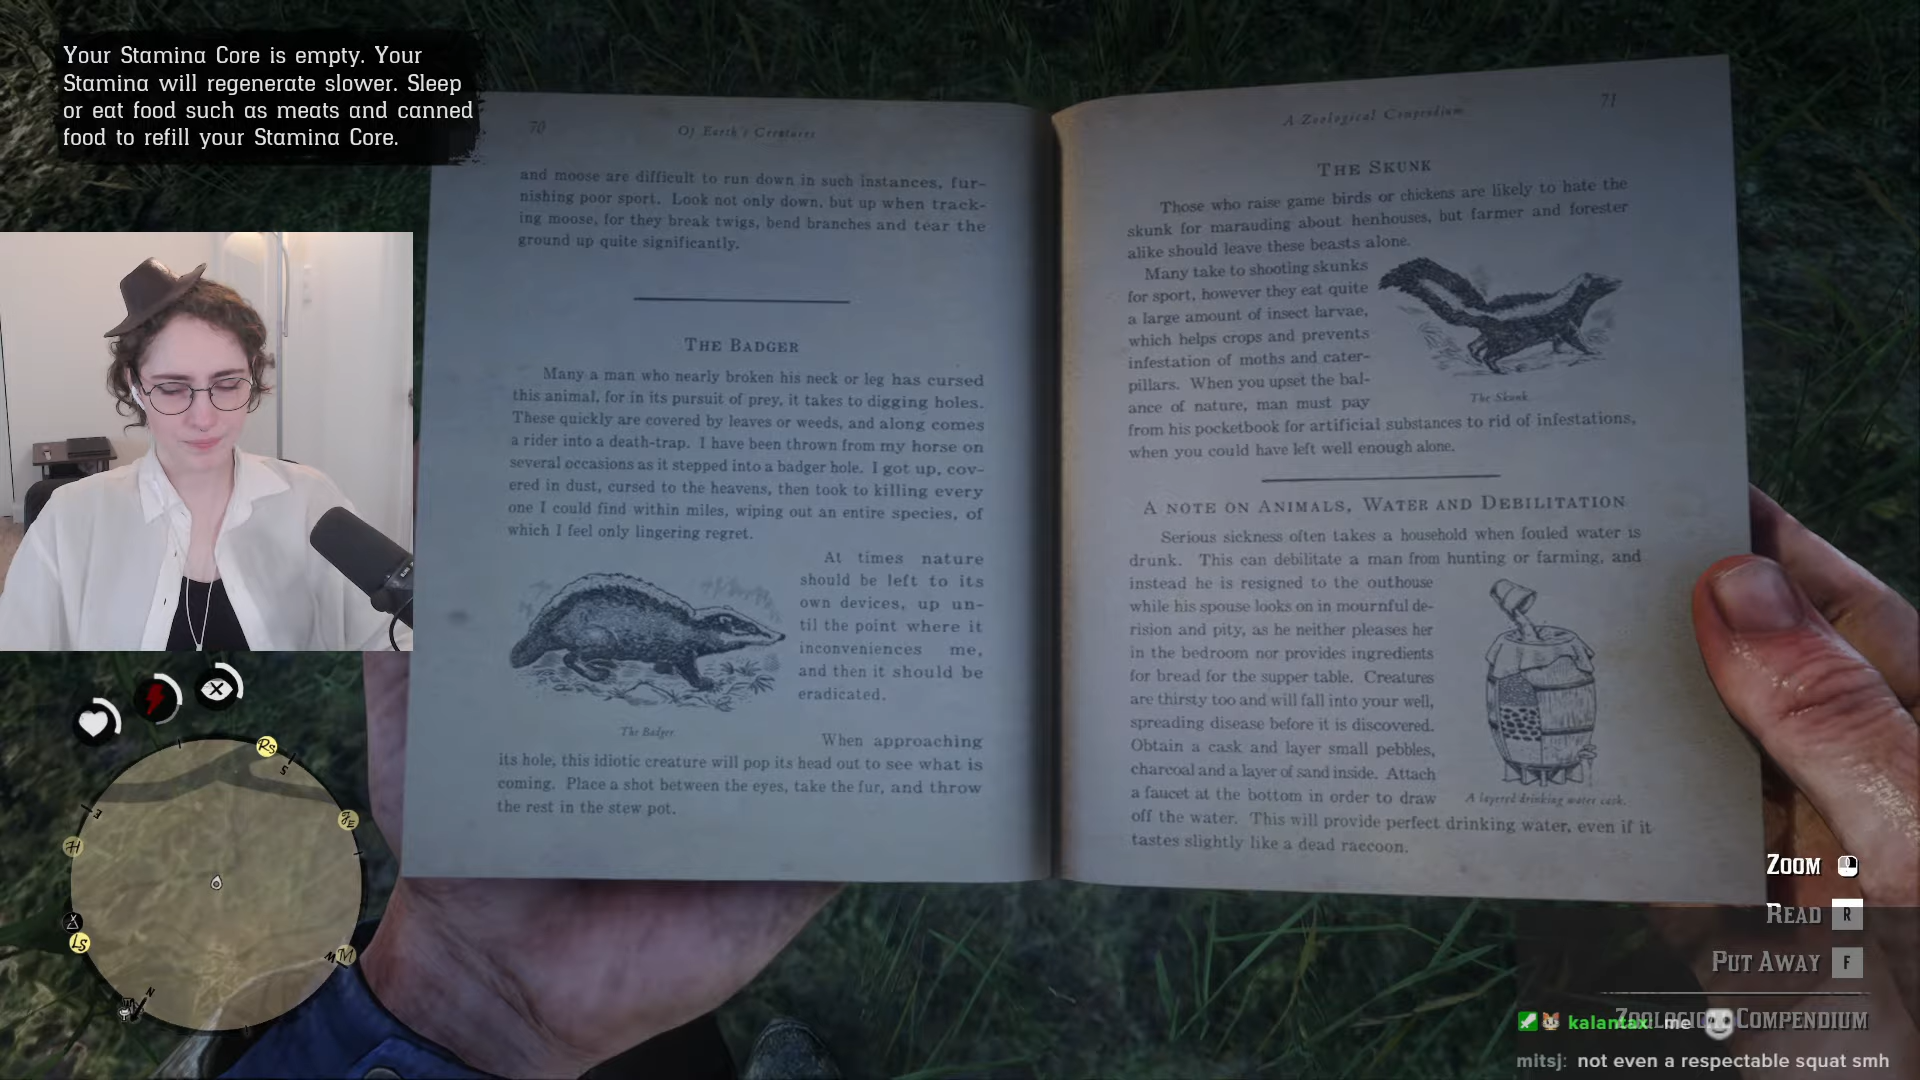 Your Stamina Core is empty. Your
Stamina will regenerate slower. Sleep
or eat food such as meats and canned
food to refill your Stamina Core.
70
Of Earth's Creatures
and moose are difficult to run down in such instances, fur-
nishing poor sport. Look not only down, but up when track-
ing moose, for they break twigs, bend branches and tear the
ground up quite significantly.
THE BADGER
Many a man who nearly broken his neck or leg has cursed
this animal, for in its pursuit of prey, it takes to digging holes.
These quickly are covered by leaves or weeds, and along comes
a rider into a death-trap. I have been thrown from my horse on
several occasions as it stepped into a badger hole. I got up, cov-
ered in dust, cursed to the heavens, then took to killing every
one I could find within miles, wiping out an entire species, of
which I feel only lingering regret.
At times nature
should be left to its
own devices, up un-
til the point where it
inconveniences me,
and then it should be
eradicated.
The Badger
When approaching
its hole, this idiotic creature will pop its head out to see what is
coming. Place a shot between the eyes, take the fur, and throw
the rest in the stew pot.
A Zoological Compendium
71
THE SKUNK
Those who raise game birds or chickens are likely to hate the
skunk for marauding about henhouses, but farmer and forester
alike should leave these beasts alone.
Many take to shooting skunks
for sport, however they eat quite
a large amount of insect larvae,
which helps crops and prevents
infestation of moths and cater-
pillars. When you upset the bal-
ance of nature, man must pay
The Skunk
from his pocketbook for artificial substances to rid of infestations,
when you could have left well enough alone.
A NOTE ON ANIMALS, WATER AND DEBILITATION
Serious sickness often takes a household when fouled water is
drunk. This can debilitate a man from hunting or farming, and
instead he is resigned to the outhouse
while his spouse looks on in mournful de-
rision and pity, as he neither pleases her
in the bedroom nor provides ingredients
for bread for the supper table. Creatures
are thirsty too and will fall into your well,
spreading disease before it is discovered.
Obtain a cask and layer small pebbles,
charcoal and a layer of sand inside. Attach
a faucet at the bottom in order to draw
A layered drinking water cask.
off the water. This will provide perfect drinking water, even if it
tastes slightly like a dead raccoon.
Rs
S
E
JE
H
Ls
W
M
N
ZOOM
READ R
PUT AWAY F
ZOOLOGICAL COMPENDIUM
kalantax: me
mitsj: not even a respectable squat smh